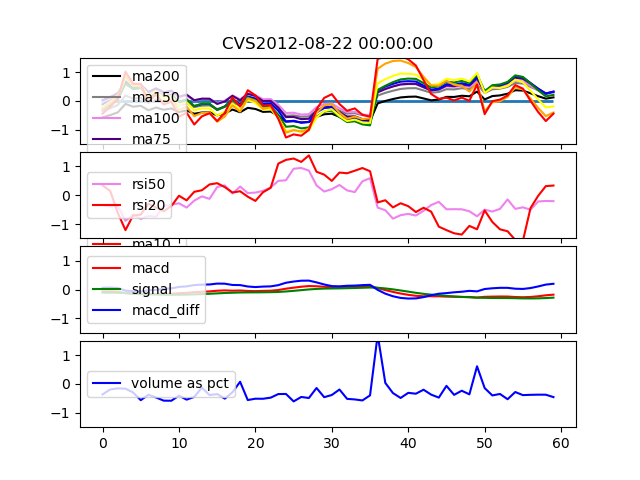 CVS2012-08-22 00:00:00
1
0
−1
ma200
ma150
ma100
ma75
1
0
−1
rsi50
rsi20
ma10
1
0
−1
macd
signal
macd_diff
1
0
−1
volume as pct
0
10
20
30
40
50
60